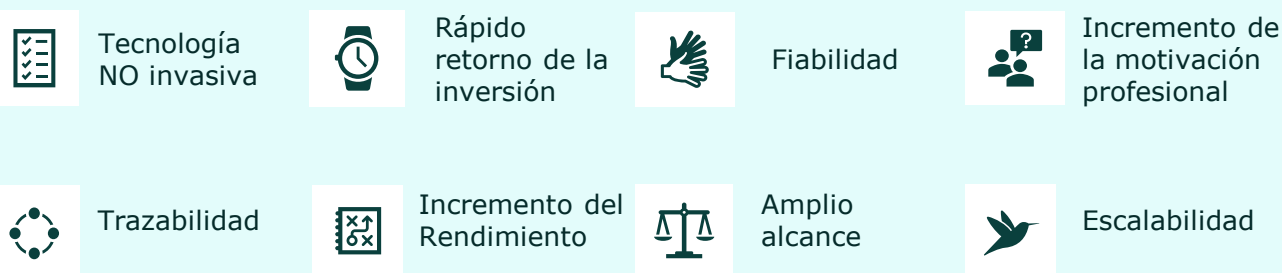 Tecnología
NO invasiva
Rápido
retorno de la
inversión
Fiabilidad
Incremento de
la motivación
profesional
Trazabilidad
Incremento del
Rendimiento
Amplio
alcance
Escalabilidad